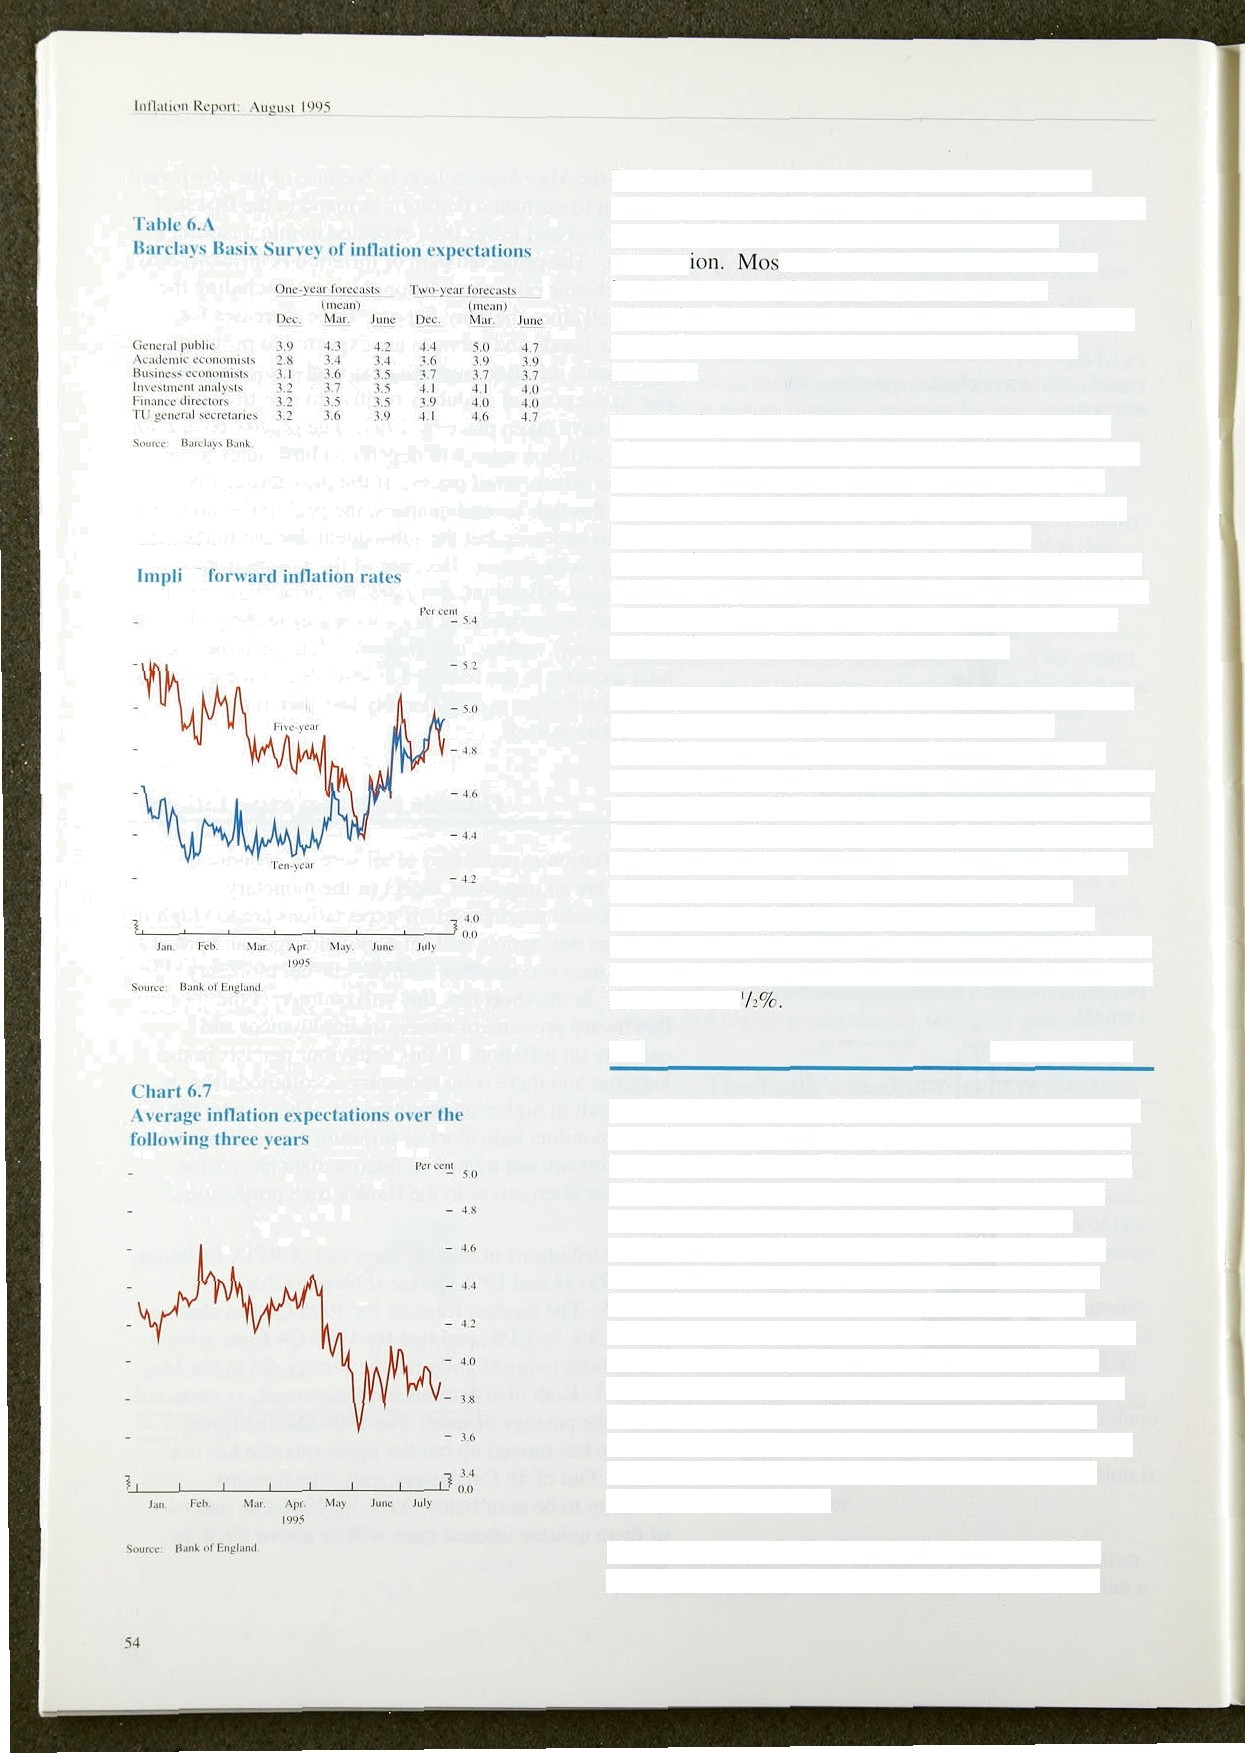 Inflation Report: August 1995
Table 6.A
Barclays Basix Survey of inflation expectations
One-year forecasts Two-year forecasts
(mean) (mean)
Dec. Mar. June Dec. Mar. June
General public 3.9 4.3 4.2 4.4 5.0 4.7
Academic economists 2.8 3.4 3.4 3.6 3.9 3.9
Business economists 3.1 3.6 3.5 3.7 3.7 3.7
Investment analysts 3.2 3.7 3.5 4.1 4.1 4.0
Finance directors 3.2 3.5 3.5 3.9 4.0 4.0
TU general secretaries 3.2 3.6 3.9 4.1 4.6 4.7
Source: Barclays Bank.
Impli forward inflation rates
Per cent
5.4
5.2
5.0
Five-year
4.8
4.6
4.4
Ten-year
4.2
4.0
0.0
Jan. Feb. Mar. Apr. May. June July
1995
Source: Bank of England.
Chart 6.7
Average inflation expectations over the
following three years
Per cent
5.0
4.8
4.6
4.4
4.2
4.0
3.8
3.6
3.4
0.0
Jan. Feb. Mar. Apr. May June July
1995
Source: Bank of England.
54
ion. Mos
1/2%.